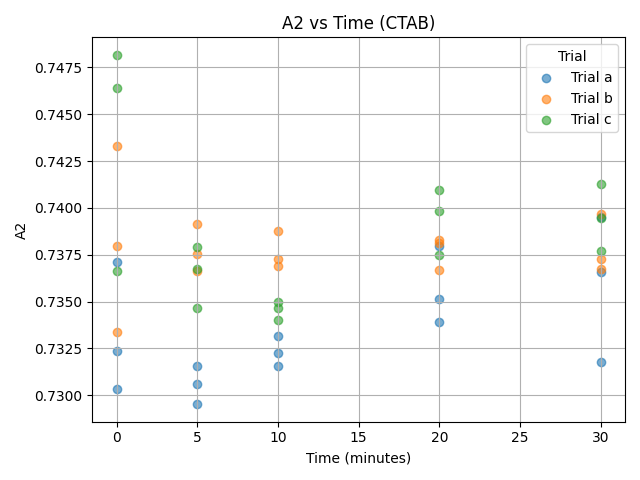 A2 vs Time (CTAB)
Trial
Trial a
Trial b
Trial c
0.7475
0.7450
0.7425
0.7400
0.7375
0.7350
0.7325
0.7300
A2
0 5 10 15 20 25 30
Time (minutes)